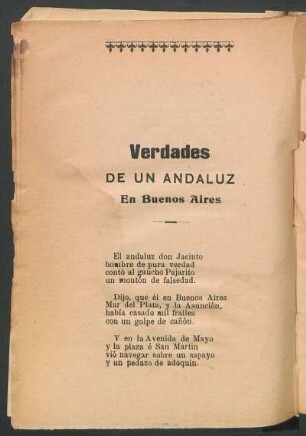 Verdades
DE UN ANDALUZ
En Buenos Aires
El andaluz don Jacinto
hombre de pura verdad
contó al gaucho Pajarito
un montón de falsedad.
Dijo, que él en Buenos Aires
Mar del Plata, y la Asunción,
había casado mil frailes
con un golpe de cañón.
Y en la Avenida de Mayo
y la plaza é San Martin
vió navegar sobre un zapayo
y un pedazo de adoquin.